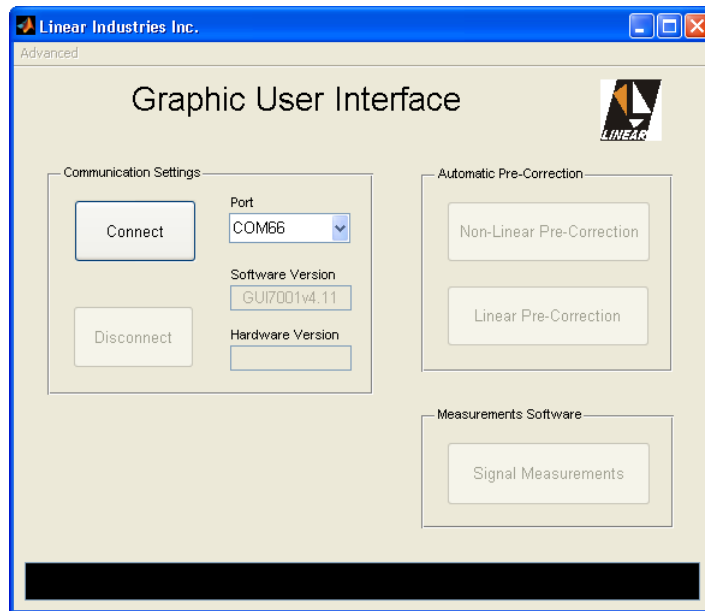 Linear Industries Inc.
Advanced
Graphic User Interface
LINEAR
Communication Settings
Connect
Port
COM66
Software Version
GUI7001v4.11
Disconnect
Hardware Version
Automatic Pre-Correction
Non-Linear Pre-Correction
Linear Pre-Correction
Measurements Software
Signal Measurements